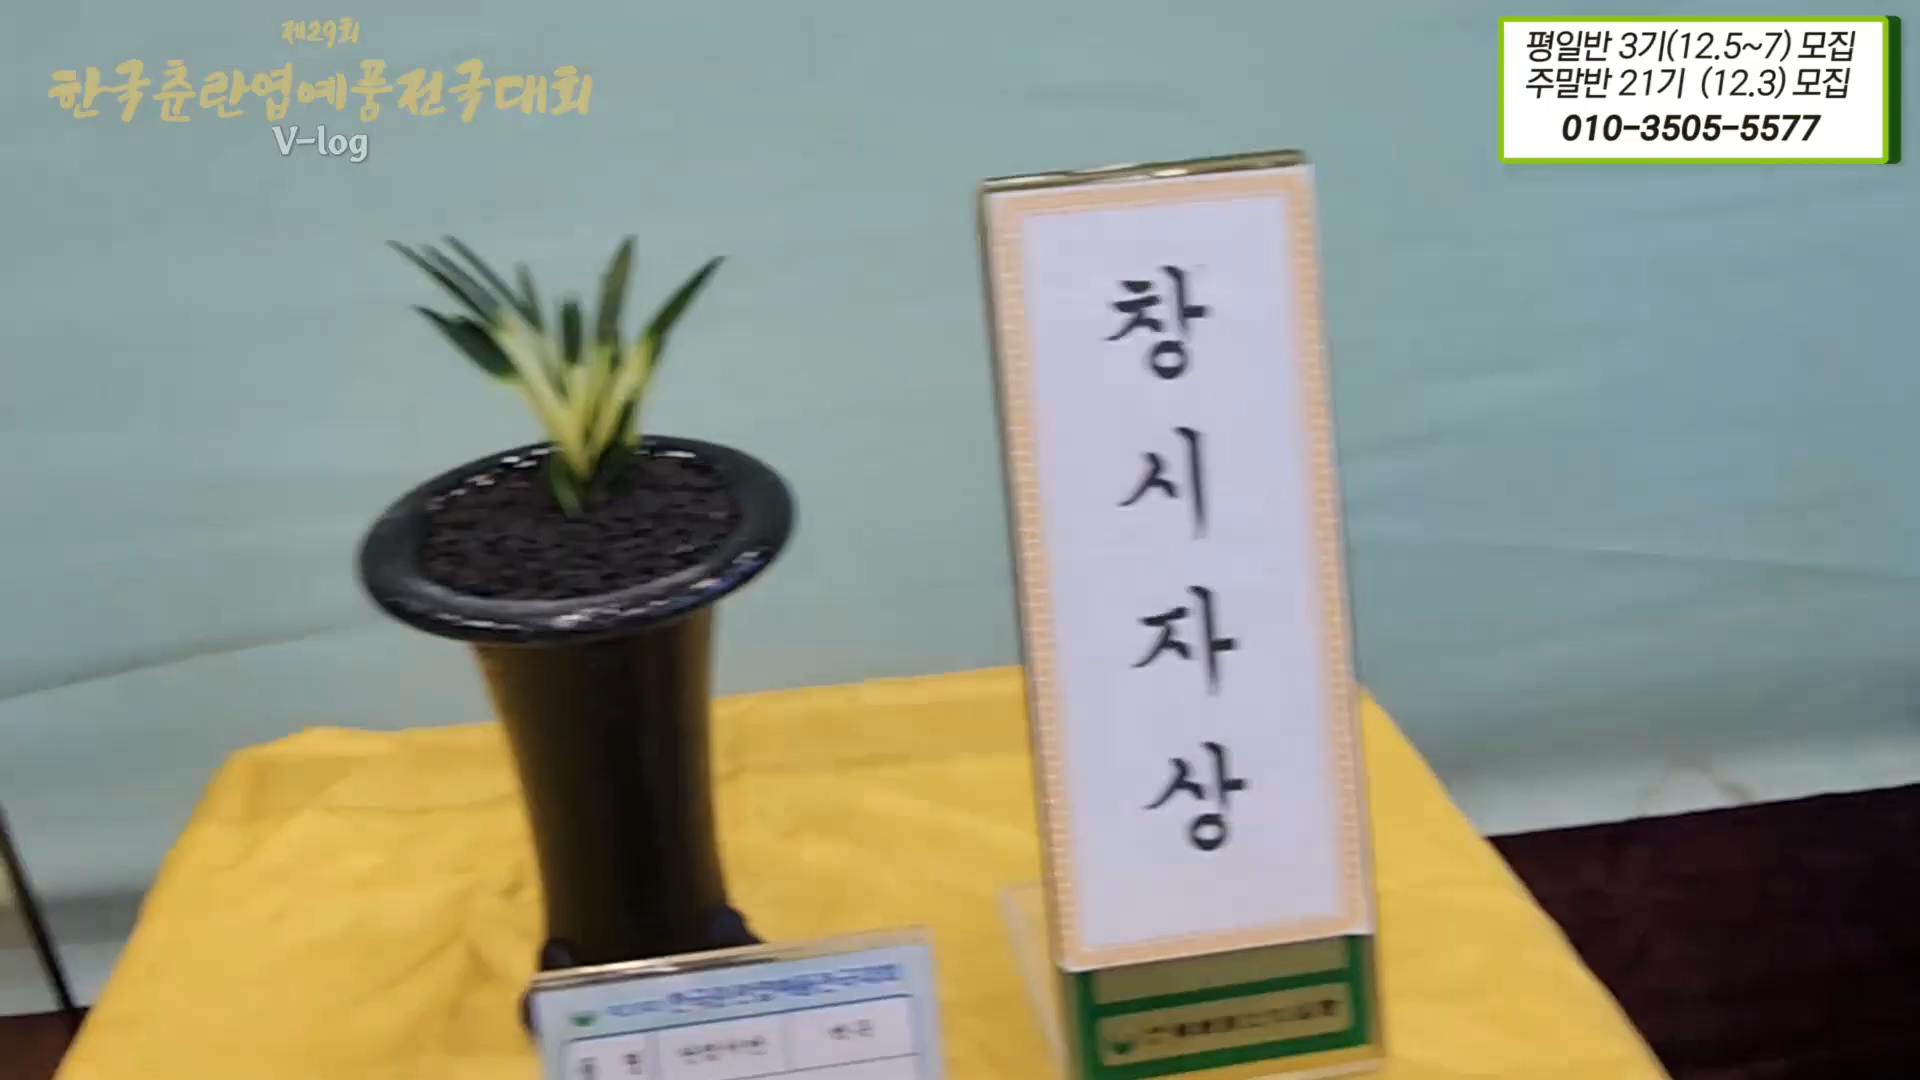 제29회
한국춘란엽예품전국대회
V-log
평일반 3기(12.5~7) 모집
주말반 21기 (12.3) 모집
010-3505-5577
창
시
자
상